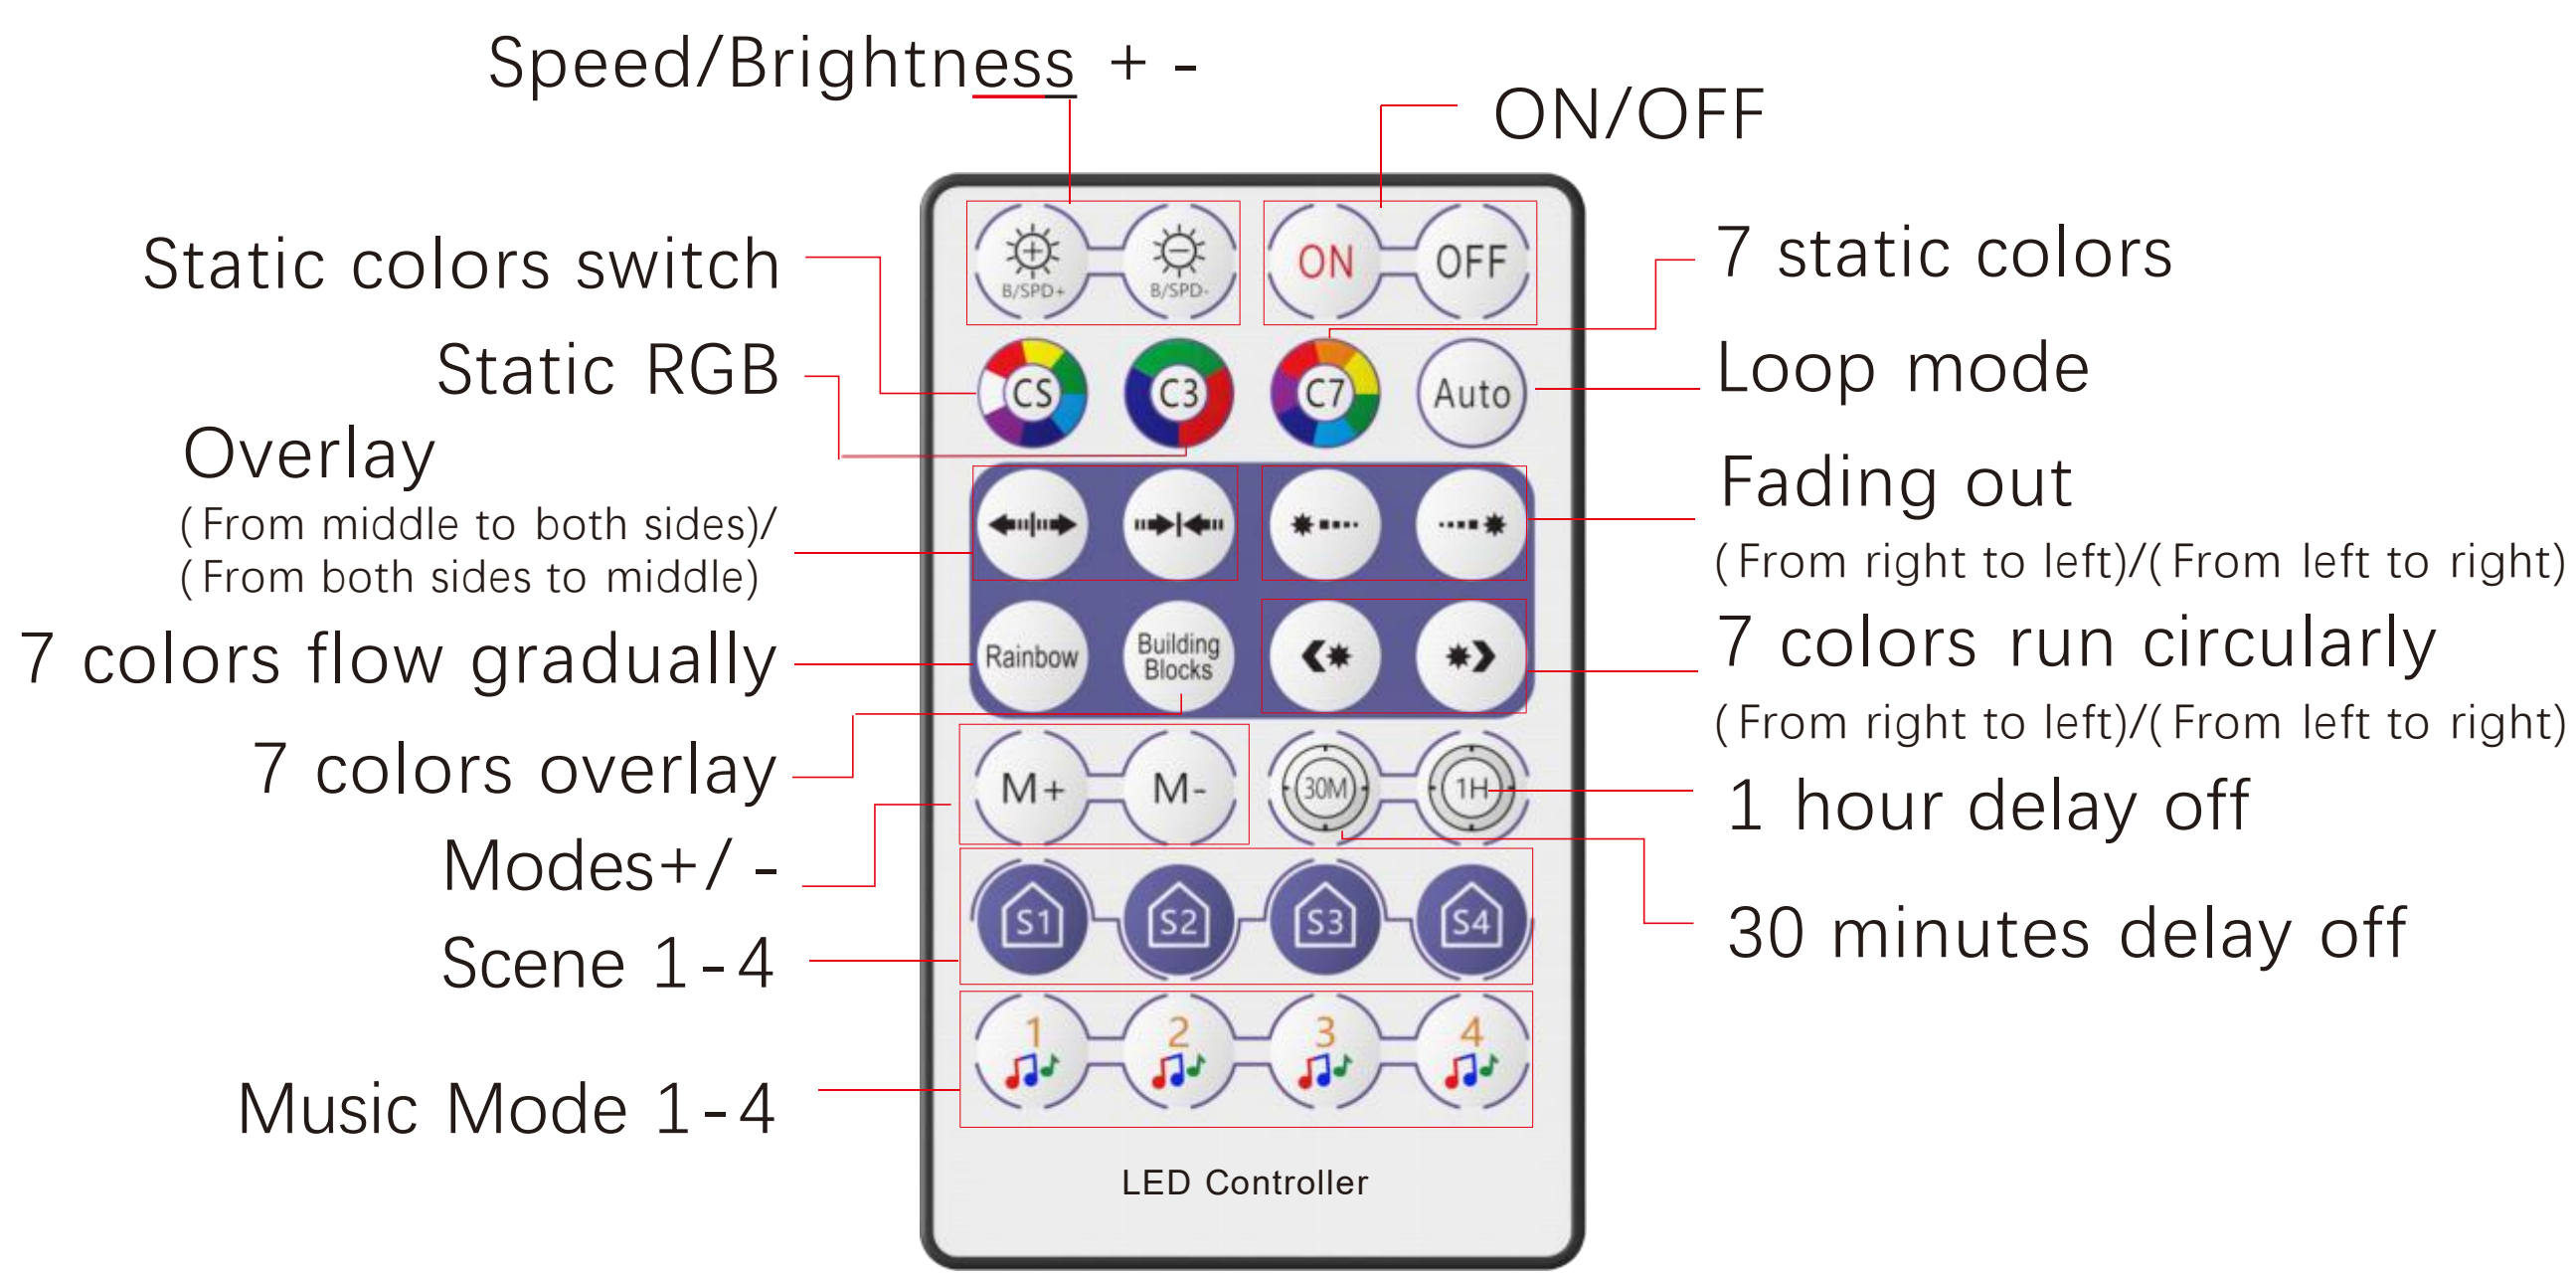 Speed/Brightness + -
ON/OFF
Static colors switch
Static RGB
Overlay
(From middle to both sides)/
(From both sides to middle)
7 colors flow gradually
7 colors overlay
Modes+/ -
Scene 1-4
Music Mode 1-4
B/SPD+ B/SPD- ON OFF
CS C3 C7 Auto
Rainbow Building Blocks
M+ M- 30M 1H
S1 S2 S3 S4
1 2 3 4
LED Controller
7 static colors
Loop mode
Fading out
(From right to left)/(From left to right)
7 colors run circularly
(From right to left)/(From left to right)
1 hour delay off
30 minutes delay off